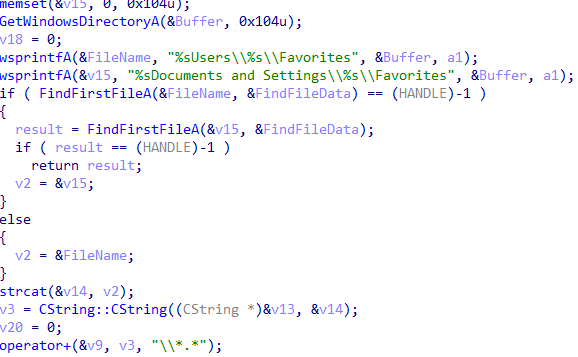 memset(&v15, 0, 0x104u);
GetWindowsDirectoryA(&Buffer, 0x104u);
v18 = 0;
wsprintfA(&FileName, "%sUsers\\%s\\Favorites", &Buffer, a1);
wsprintfA(&v15, "%sDocuments and Settings\\%s\\Favorites", &Buffer, a1);
if ( FindFirstFileA(&FileName, &FindFileData) == (HANDLE)-1 )
{
result = FindFirstFileA(&v15, &FindFileData);
if ( result == (HANDLE)-1 )
return result;
v2 = &v15;
}
else
{
v2 = &FileName;
}
strcat(&v14, v2);
v3 = CString::CString((CString *)&v13, &v14);
v20 = 0;
operator+(&v9, v3, "\\*.*");